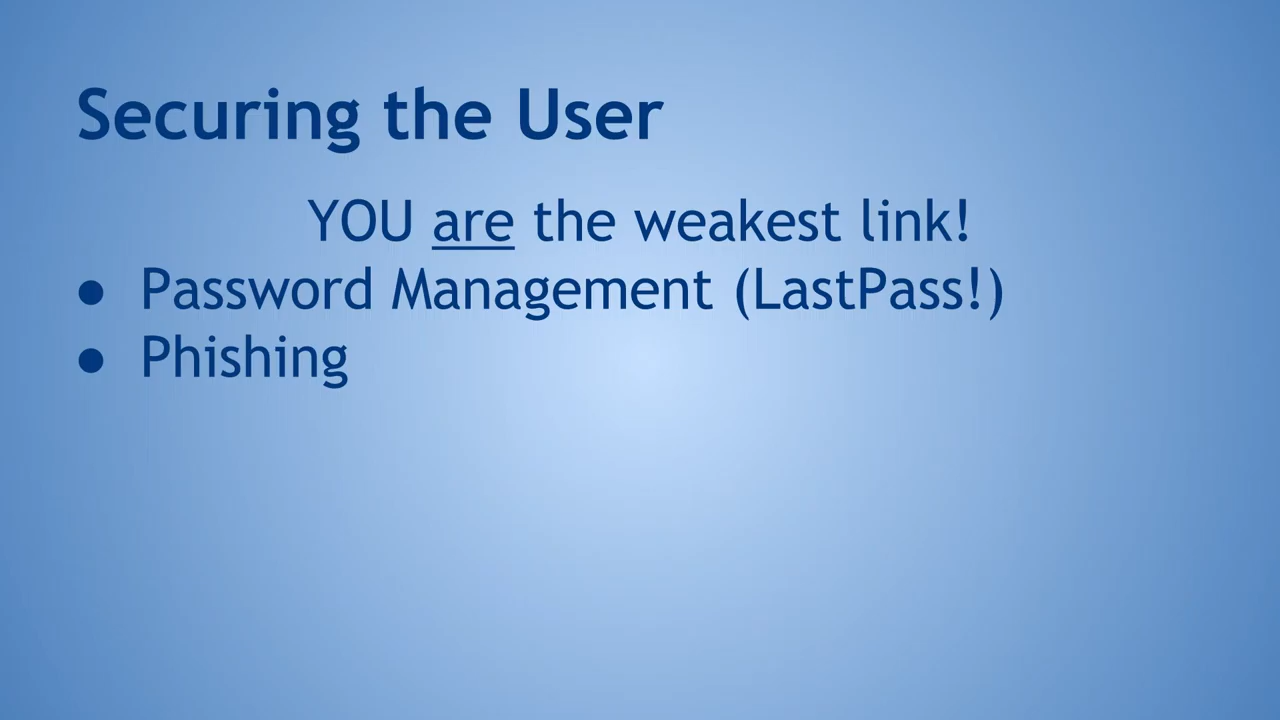 Securing the User
YOU are the weakest link!
● Password Management (LastPass!)
● Phishing